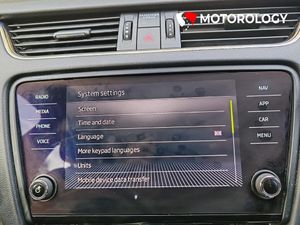 MOTOROLOGY
RADIO
MEDIA
PHONE
VOICE
System settings
Screen
Time and date
Language
More keypad languages
Units
Mobile device data transfer
NAV
APP
CAR
MENU